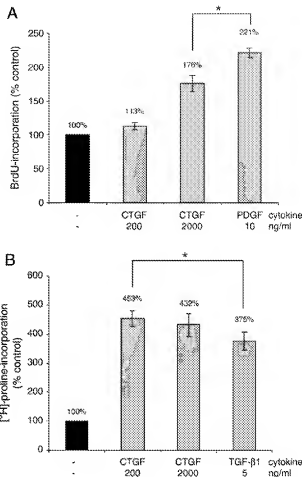 A
*
BrdU-incorporation (% control)
250
200
150
100
50
0
100%
113%
176%
221%
- CTGF CTGF PDGF cytokine
- 200 2000 10 ng/ml
B
*
[³H]-proline-incorporation
(% control)
600
500
400
300
200
100
0
100%
453%
432%
375%
- CTGF CTGF TGF-β1 cytokine
- 200 2000 5 ng/ml